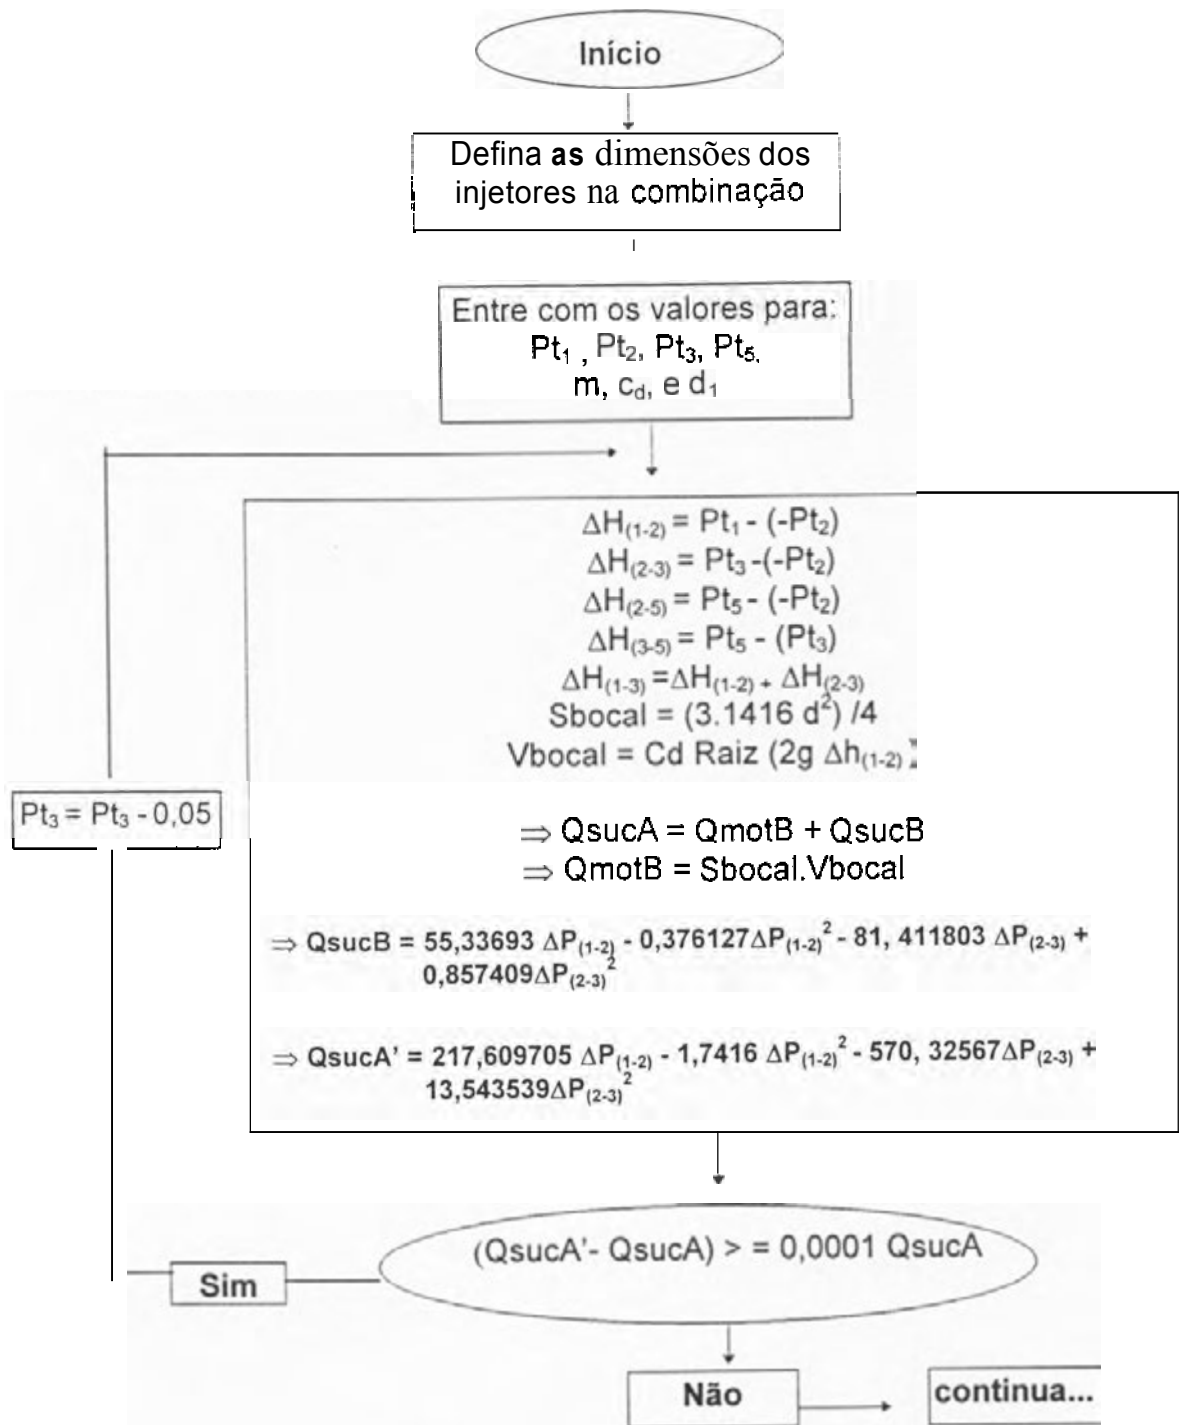 Início
Defina as dimensões dos
injetores na combinação
Entre com os valores para:
Pt₁ , Pt₂, Pt₃, Pt₅,
m, c_d, e d₁
ΔH₍₁₋₂₎ = Pt₁ - (-Pt₂)
ΔH₍₂₋₃₎ = Pt₃ -(-Pt₂)
ΔH₍₂₋₅₎ = Pt₅ - (-Pt₂)
ΔH₍₃₋₅₎ = Pt₅ - (Pt₃)
ΔH₍₁₋₃₎ =ΔH₍₁₋₂₎ + ΔH₍₂₋₃₎
Sbocal = (3.1416 d²) /4
Vbocal = Cd Raiz (2g Δh₍₁₋₂₎)
Pt₃ = Pt₃ - 0,05
⇒ QsucA = QmotB + QsucB
⇒ QmotB = Sbocal.Vbocal
⇒ QsucB = 55,33693 ΔP₍₁₋₂₎ - 0,376127ΔP₍₁₋₂₎² - 81, 411803 ΔP₍₂₋₃₎ +
0,857409ΔP₍₂₋₃₎²
⇒ QsucA' = 217,609705 ΔP₍₁₋₂₎ - 1,7416 ΔP₍₁₋₂₎² - 570, 32567ΔP₍₂₋₃₎ +
13,543539ΔP₍₂₋₃₎²
(QsucA'- QsucA) > = 0,0001 QsucA
Sim
Não
continua...